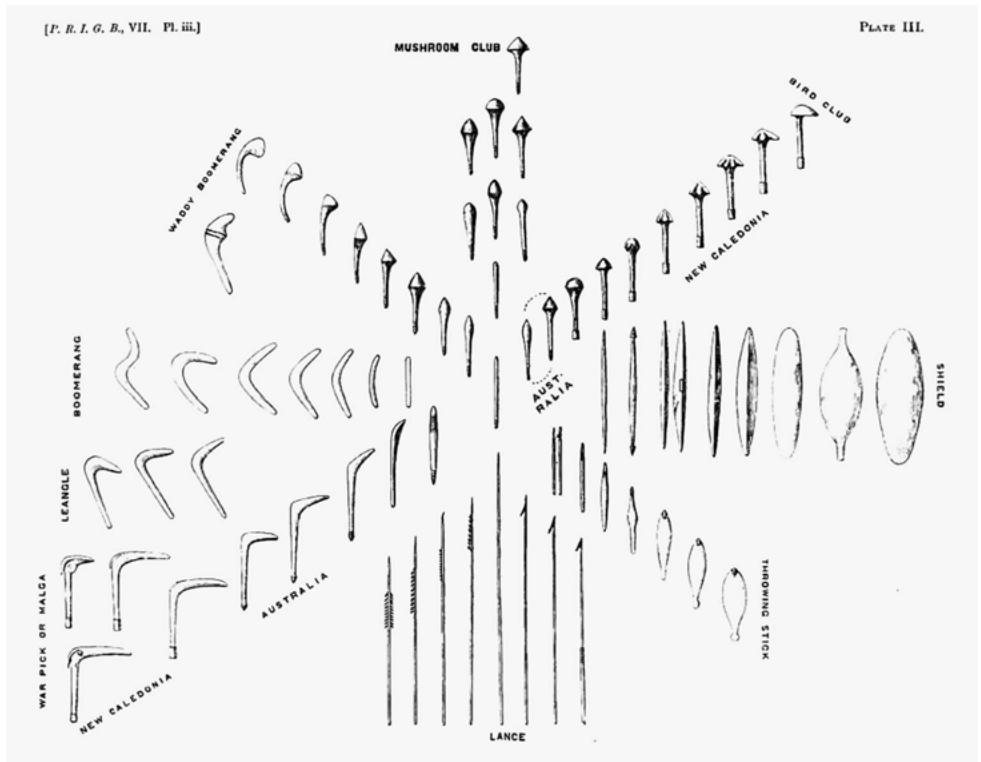 [P. R. I. G. B., VII. Pl. iii.]
PLATE III.
MUSHROOM CLUB
BIRD CLUB
WADDY BOOMERANG
NEW CALEDONIA
BOOMERANG
AUST-
RALIA
SHIELD
LEANGLE
AUSTRALIA
THROWING STICK
WAR PICK OR MALGA
NEW CALEDONIA
LANCE